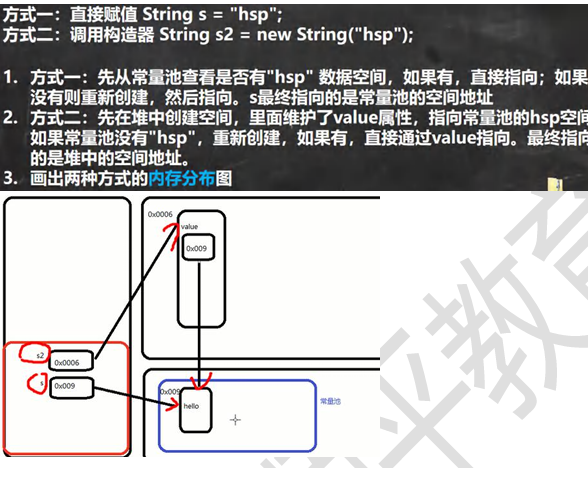 方式一：直接赋值 String s = "hsp";
方式二：调用构造器 String s2 = new String("hsp");
1. 方式一：先从常量池查看是否有"hsp" 数据空间，如果有，直接指向；如果
没有则重新创建，然后指向。s最终指向的是常量池的空间地址
2. 方式二：先在堆中创建空间，里面维护了value属性，指向常量池的hsp空间
如果常量池没有"hsp"，重新创建，如果有，直接通过value指向。最终指向
的是堆中的空间地址。
3. 画出两种方式的内存分布图
0x0006
value
0x009
s2
0x0006
0x009
0x009
hello
常量池
平教育